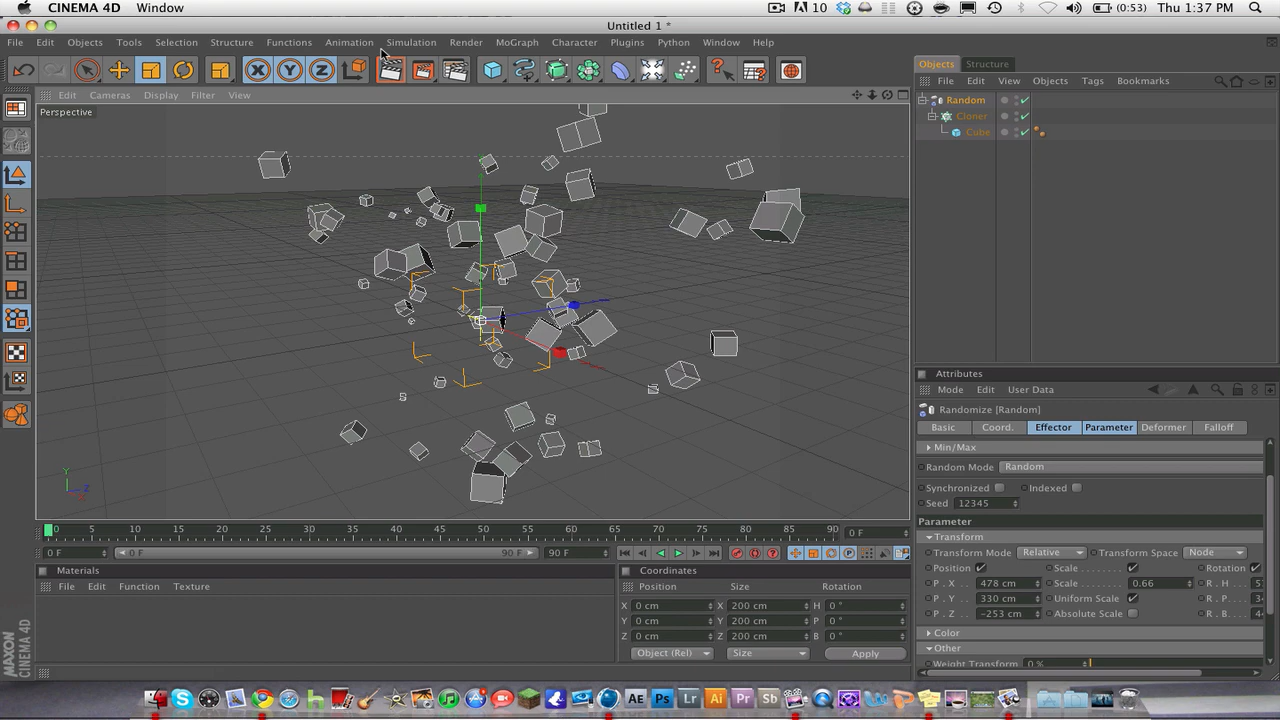 CINEMA 4D Window 10 (0:53) Thu 1:37 PM
Untitled 1 *
File Edit Objects Tools Selection Structure Functions Animation Simulation Render MoGraph Character Plugins Python Window Help
Objects Structure
File Edit View Objects Tags Bookmarks
Edit Cameras Display Filter View
Perspective
Random
Cloner
Cube
Attributes
Mode Edit User Data
Randomize [Random]
Basic Coord. Effector Parameter Deformer Falloff
Min/Max
Random Mode Random
Synchronized Indexed
Seed 12345
Parameter
Transform
Transform Mode Relative Transform Space Node
Position Scale Rotation
P . X 478 cm Scale 0.66 R . H
P . Y 330 cm Uniform Scale R . P
P . Z -253 cm Absolute Scale R . B
Color
Other
Weight Transform 0 %
Y
Z
0 5 10 15 20 25 30 35 40 45 50 55 60 65 70 75 80 85 90 0 F
0 F 0 F 90 F 90 F
Materials
File Edit Function Texture
Coordinates
Position Size Rotation
X 0 cm X 200 cm H 0 °
Y 0 cm Y 200 cm P 0 °
Z 0 cm Z 200 cm B 0 °
Object (Rel) Size Apply
MAXON CINEMA 4D
Ae Ps Lr Ai Pr Sb